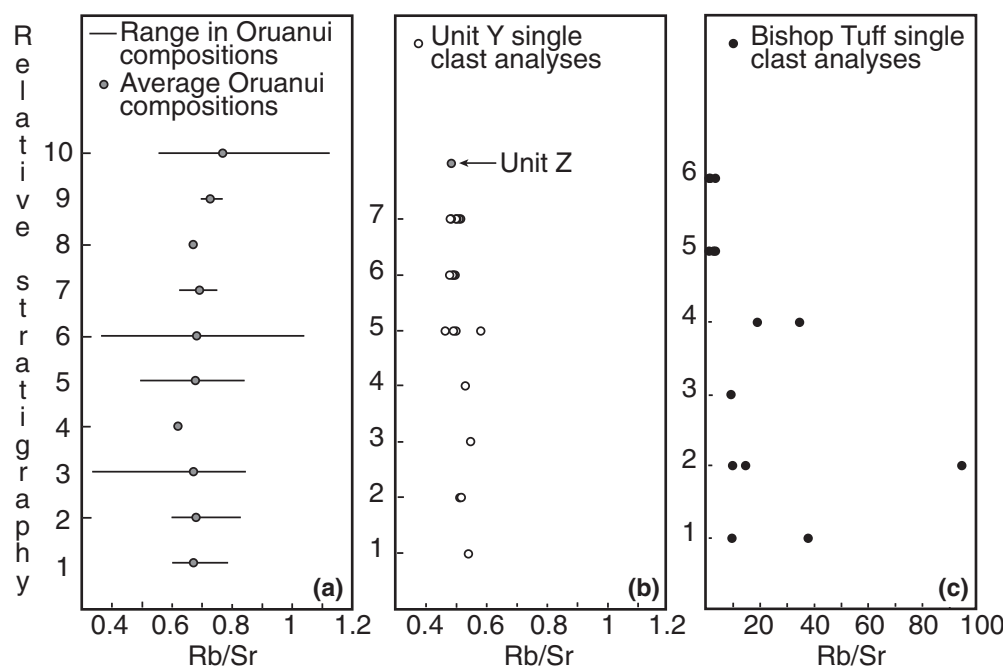 Relative stratigraphy
Range in Oruanui
compositions
Average Oruanui
compositions
10
9
8
7
6
5
4
3
2
1
(a)
0.4 0.6 0.8 1 1.2
Rb/Sr
Unit Y single
clast analyses
Unit Z
7
6
5
4
3
2
1
(b)
0.4 0.6 0.8 1 1.2
Rb/Sr
Bishop Tuff single
clast analyses
6
5
4
3
2
1
(c)
20 40 60 80 100
Rb/Sr